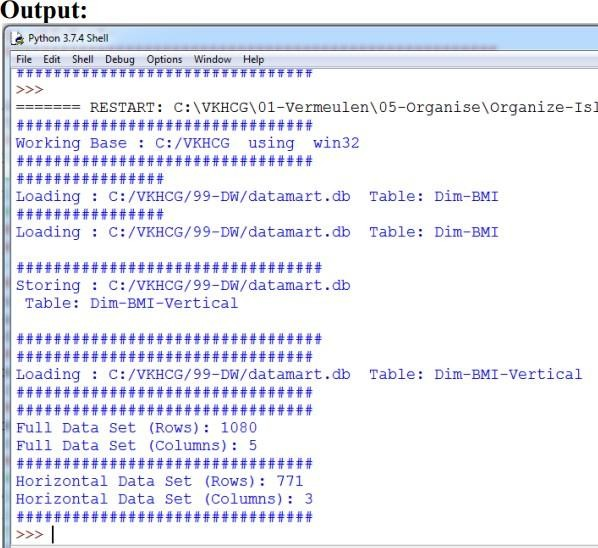 Output:
Python 3.7.4 Shell
File Edit Shell Debug Options Window Help
################################
>>>
======= RESTART: C:\VKHCG\01-Vermeulen\05-Organise\Organize-Isl
################################
Working Base : C:/VKHCG  using  win32
################################
################
Loading : C:/VKHCG/99-DW/datamart.db  Table: Dim-BMI
################
Loading : C:/VKHCG/99-DW/datamart.db  Table: Dim-BMI
#################################
Storing : C:/VKHCG/99-DW/datamart.db
 Table: Dim-BMI-Vertical
#################################
################################
Loading : C:/VKHCG/99-DW/datamart.db  Table: Dim-BMI-Vertical
################################
################################
Full Data Set (Rows): 1080
Full Data Set (Columns): 5
################################
Horizontal Data Set (Rows): 771
Horizontal Data Set (Columns): 3
################################
>>>